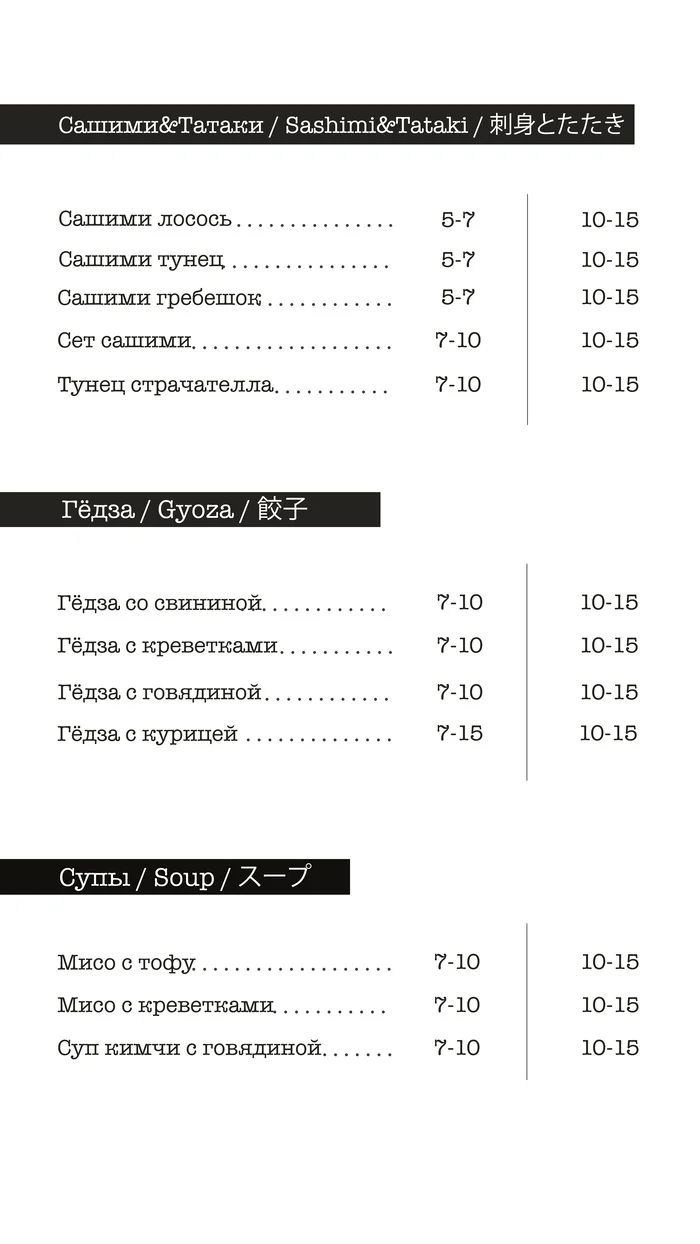 Сашими&Татаки / Sashimi&Tataki / 刺身とたたき
Сашими лосось . . . . . . . . . . . . . . . 5-7 10-15
Сашими тунец . . . . . . . . . . . . . . . 5-7 10-15
Сашими гребешок . . . . . . . . . . . . 5-7 10-15
Сет сашими. . . . . . . . . . . . . . . . . . . 7-10 10-15
Тунец страчателла. . . . . . . . . . . 7-10 10-15
Гёдза / Gyoza / 餃子
Гёдза со свининой. . . . . . . . . . . . 7-10 10-15
Гёдза с креветками. . . . . . . . . . . 7-10 10-15
Гёдза с говядиной . . . . . . . . . . . . 7-10 10-15
Гёдза с курицей . . . . . . . . . . . . . . 7-15 10-15
Супы / Soup / スープ
Мисо с тофу. . . . . . . . . . . . . . . . . . . 7-10 10-15
Мисо с креветками. . . . . . . . . . . 7-10 10-15
Суп кимчи с говядиной. . . . . . . 7-10 10-15